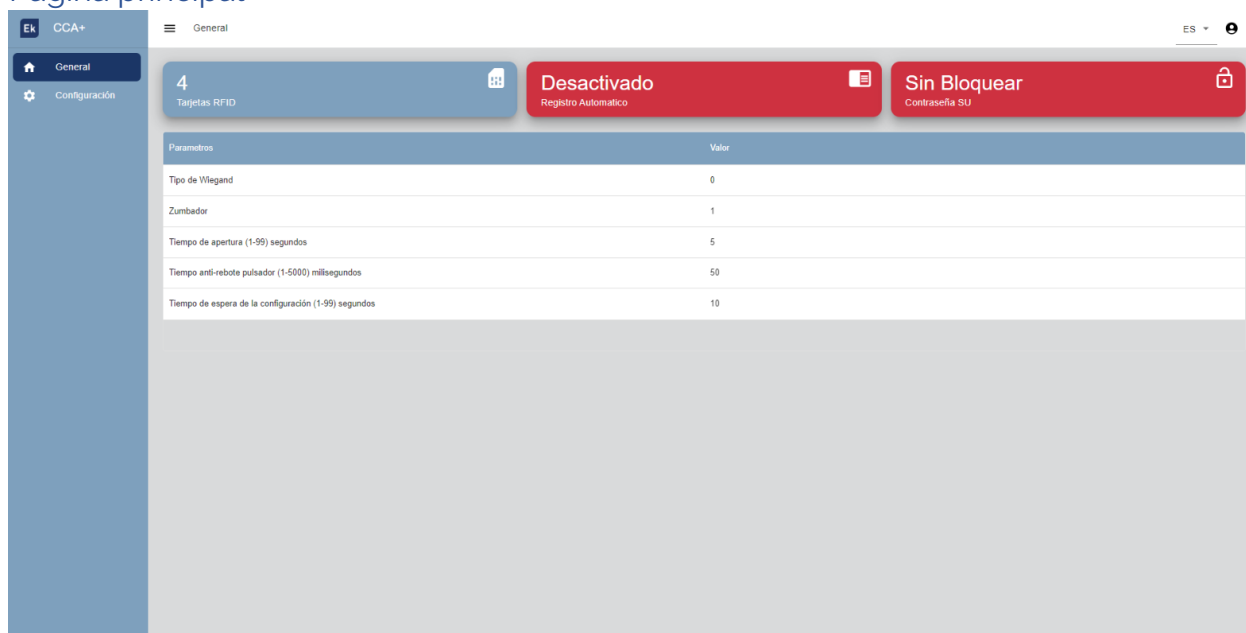 Página principal
Ek CCA+ General ES
General
Configuración
4
Tarjetas RFID
Desactivado
Registro Automatico
Sin Bloquear
Contraseña SU
Parametros Valor
Tipo de Wiegand 0
Zumbador 1
Tiempo de apertura (1-99) segundos 5
Tiempo anti-rebote pulsador (1-5000) milisegundos 50
Tiempo de espera de la configuración (1-99) segundos 10